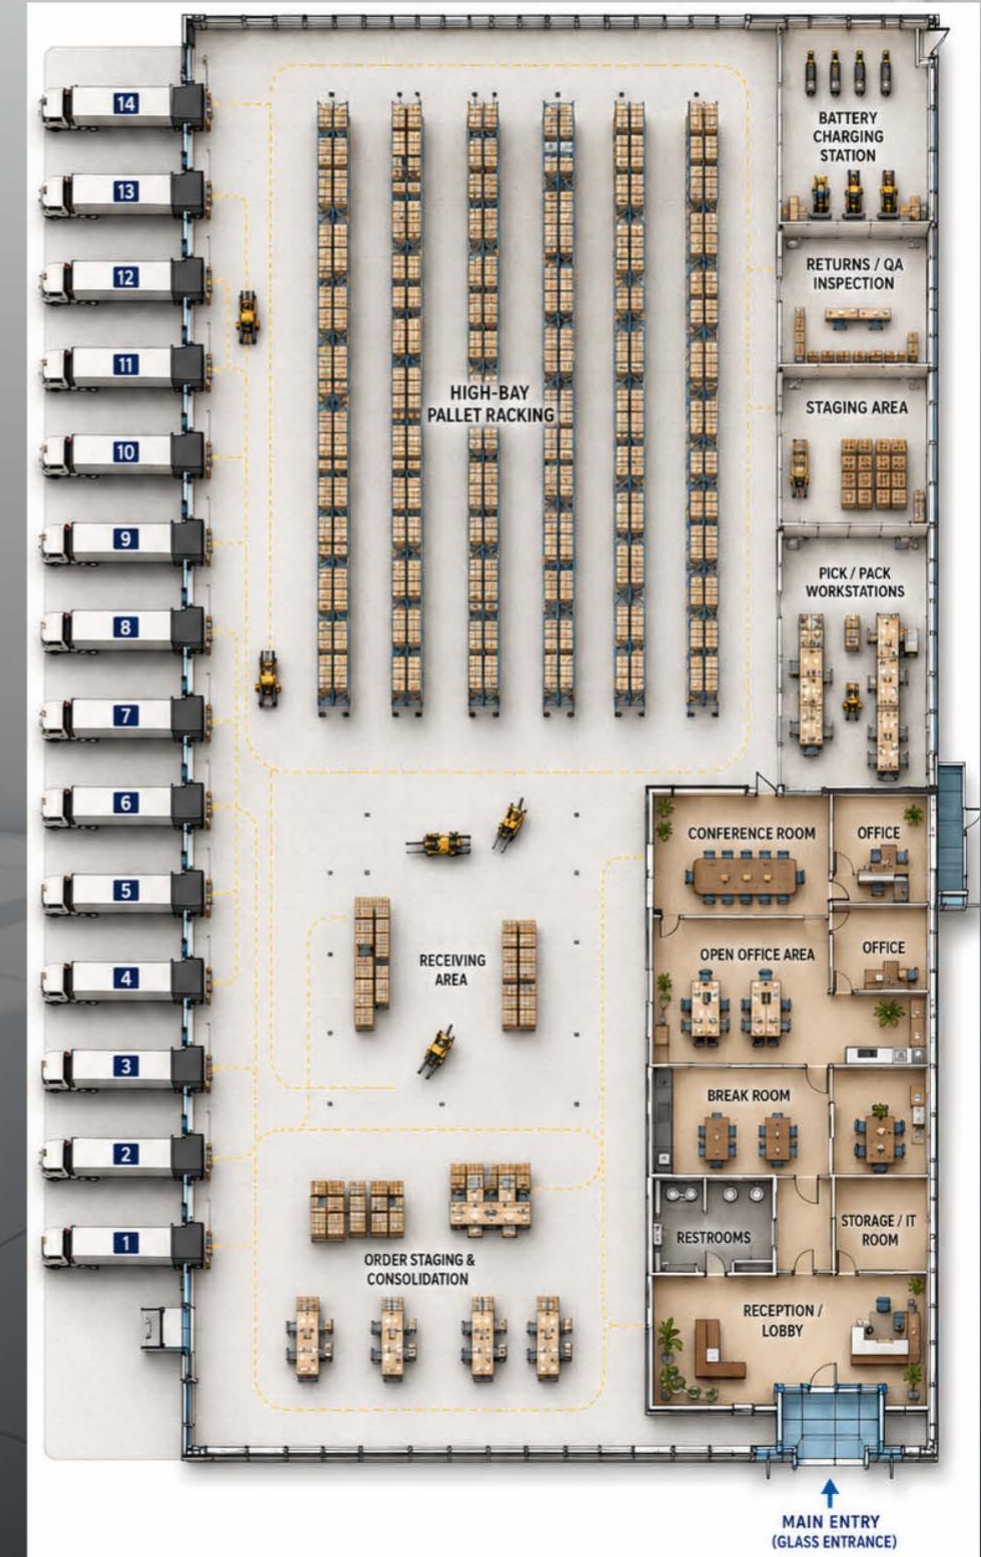 14
13
12
11
10
9
8
7
6
5
4
3
2
1
HIGH-BAY
PALLET RACKING
BATTERY
CHARGING
STATION
RETURNS / QA
INSPECTION
STAGING AREA
PICK / PACK
WORKSTATIONS
CONFERENCE ROOM
OFFICE
OPEN OFFICE AREA
OFFICE
RECEIVING
AREA
BREAK ROOM
RESTROOMS
STORAGE / IT
ROOM
ORDER STAGING &
CONSOLIDATION
RECEPTION /
LOBBY
MAIN ENTRY
(GLASS ENTRANCE)